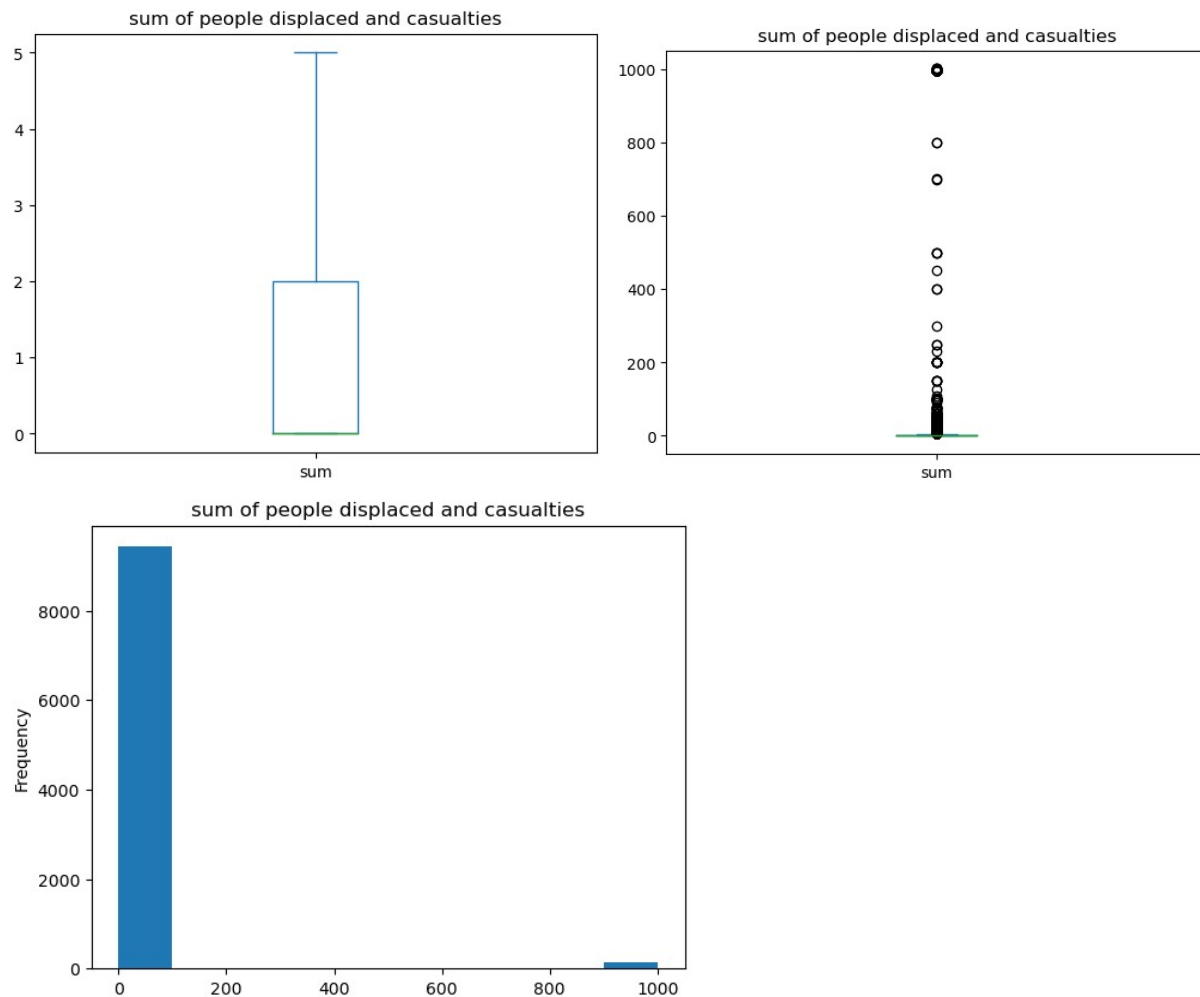 sum of people displaced and casualties
5
4
3
2
1
0
sum
sum of people displaced and casualties
1000
800
600
400
200
0
sum
sum of people displaced and casualties
Frequency
8000
6000
4000
2000
0
0 200 400 600 800 1000